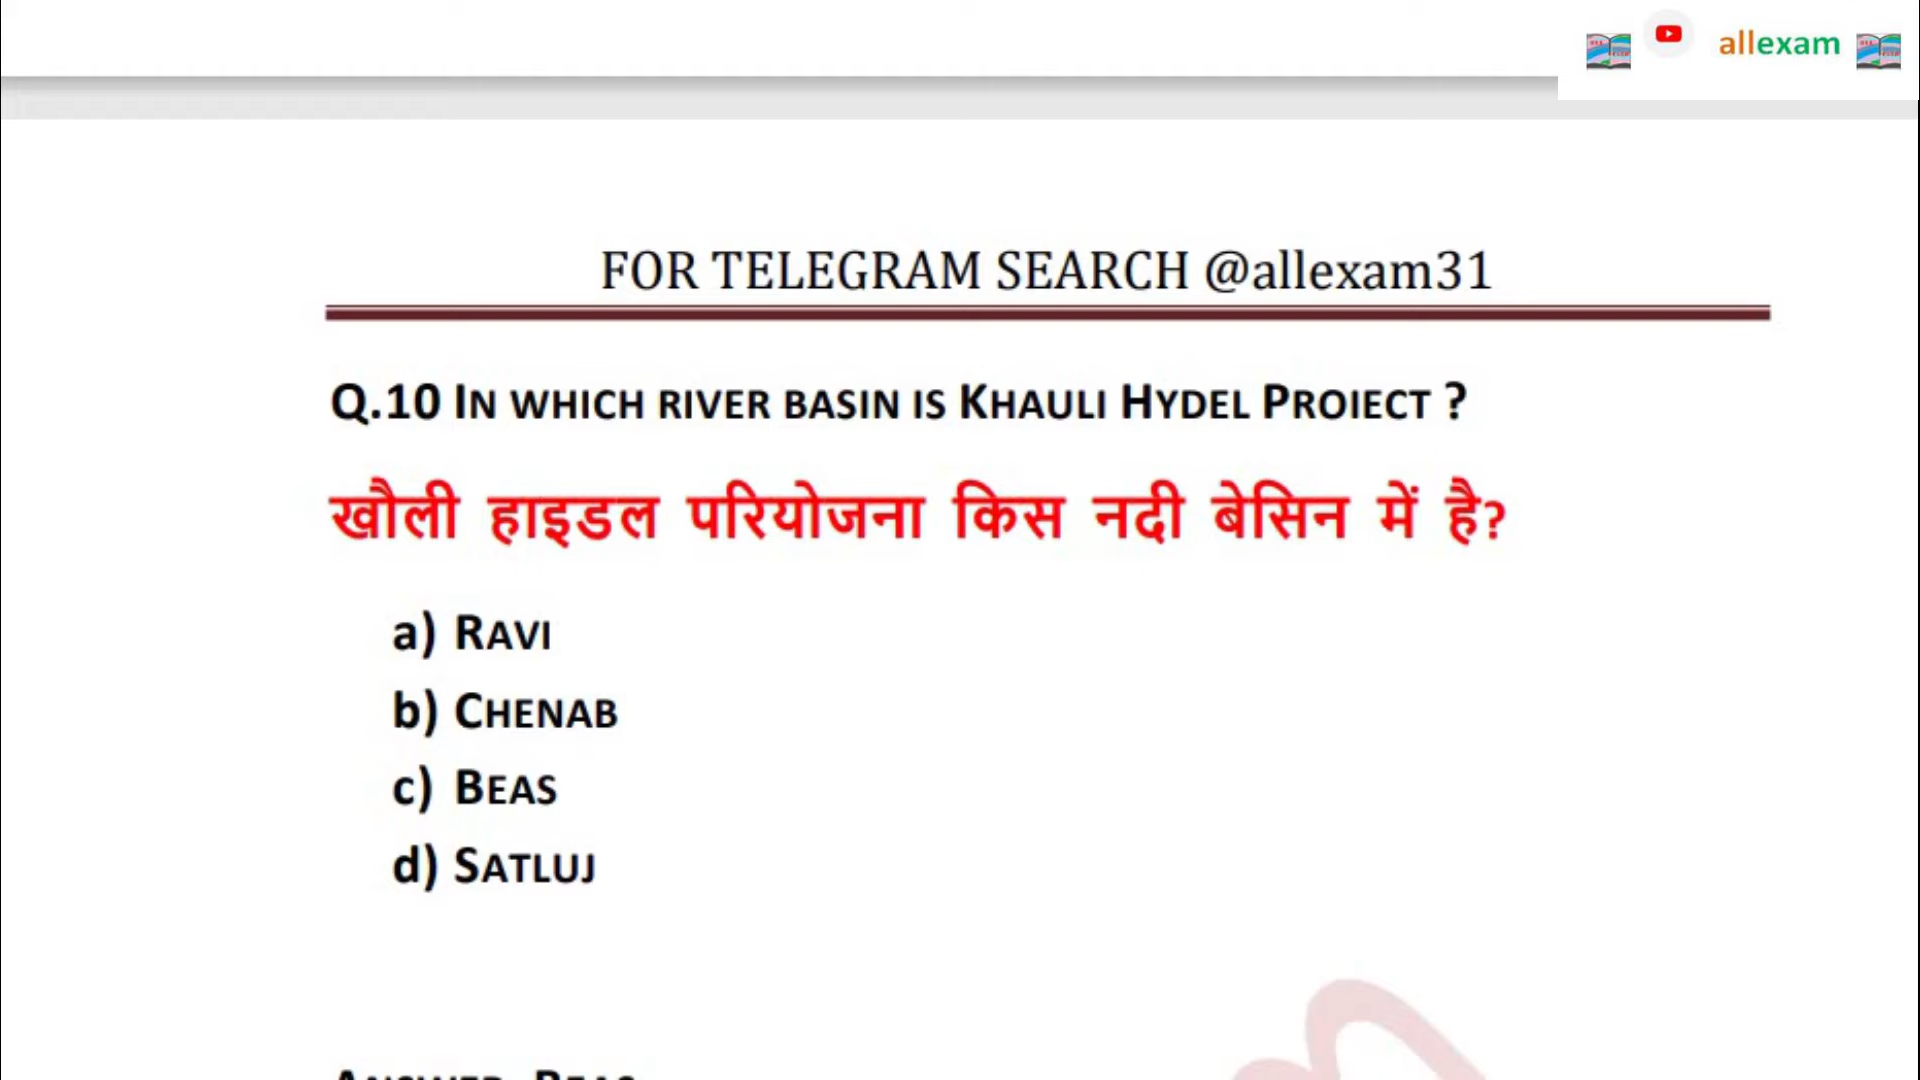 allexam
FOR TELEGRAM SEARCH @allexam31
Q.10 IN WHICH RIVER BASIN IS KHAULI HYDEL PROIECT ?
खौली हाइडल परियोजना किस नदी बेसिन में है?
a) RAVI
b) CHENAB
c) BEAS
d) SATLUJ